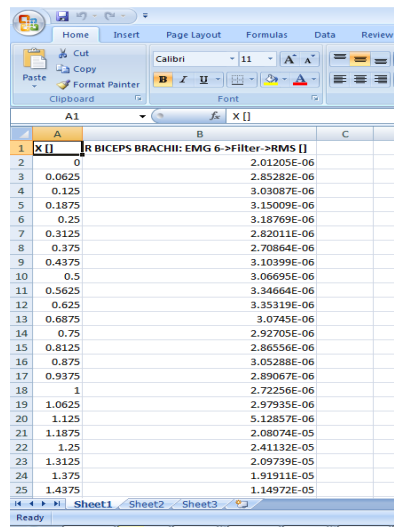 Home Insert Page Layout Formulas Data Review
Cut
Copy
Format Painter
Paste
Calibri 11 A A
B I U A
Clipboard Font
A1 fx X []
A B C
1 X [] R BICEPS BRACHII: EMG 6->Filter->RMS []
2 0 2.01205E-06
3 0.0625 2.85282E-06
4 0.125 3.03087E-06
5 0.1875 3.15009E-06
6 0.25 3.18769E-06
7 0.3125 2.82011E-06
8 0.375 2.70864E-06
9 0.4375 3.10399E-06
10 0.5 3.06695E-06
11 0.5625 3.34664E-06
12 0.625 3.35319E-06
13 0.6875 3.0745E-06
14 0.75 2.92705E-06
15 0.8125 2.86556E-06
16 0.875 3.05288E-06
17 0.9375 2.89067E-06
18 1 2.72256E-06
19 1.0625 2.97935E-06
20 1.125 5.12857E-06
21 1.1875 2.08074E-05
22 1.25 2.41132E-05
23 1.3125 2.09739E-05
24 1.375 1.91911E-05
25 1.4375 1.14972E-05
Sheet1 Sheet2 Sheet3
Ready